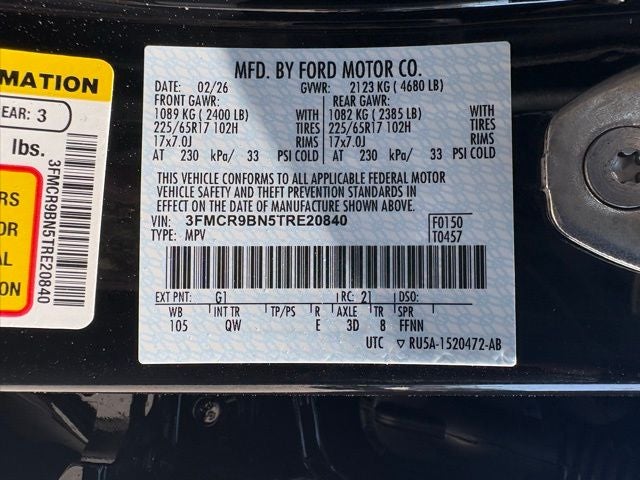 RMATION
EAR: 3
lbs.
RS
OR
AL
ON
3FMCR9BN5TRE20840
MFD. BY FORD MOTOR CO.
DATE: 02/26 GVWR: 2123 KG ( 4680 LB)
FRONT GAWR: REAR GAWR:
1089 KG ( 2400 LB) WITH 1082 KG ( 2385 LB) WITH
225/65R17 102H TIRES 225/65R17 102H TIRES
17x7.0J RIMS 17x7.0J RIMS
AT 230 kPa/ 33 PSI COLD AT 230 kPa/ 33 PSI COLD
THIS VEHICLE CONFORMS TO ALL APPLICABLE FEDERAL MOTOR
VEHICLE SAFETY AND THEFT PREVENTION STANDARDS IN
EFFECT ON THE DATE OF MANUFACTURE SHOWN ABOVE.
VIN: 3FMCR9BN5TRE20840 F0150
TYPE: MPV T0457
EXT PNT: G1 RC: 21 DSO:
WB INT TR TP/PS R AXLE TR SPR
105 QW E 3D 8 FFNN
UTC ▽ RU5A-1520472-AB